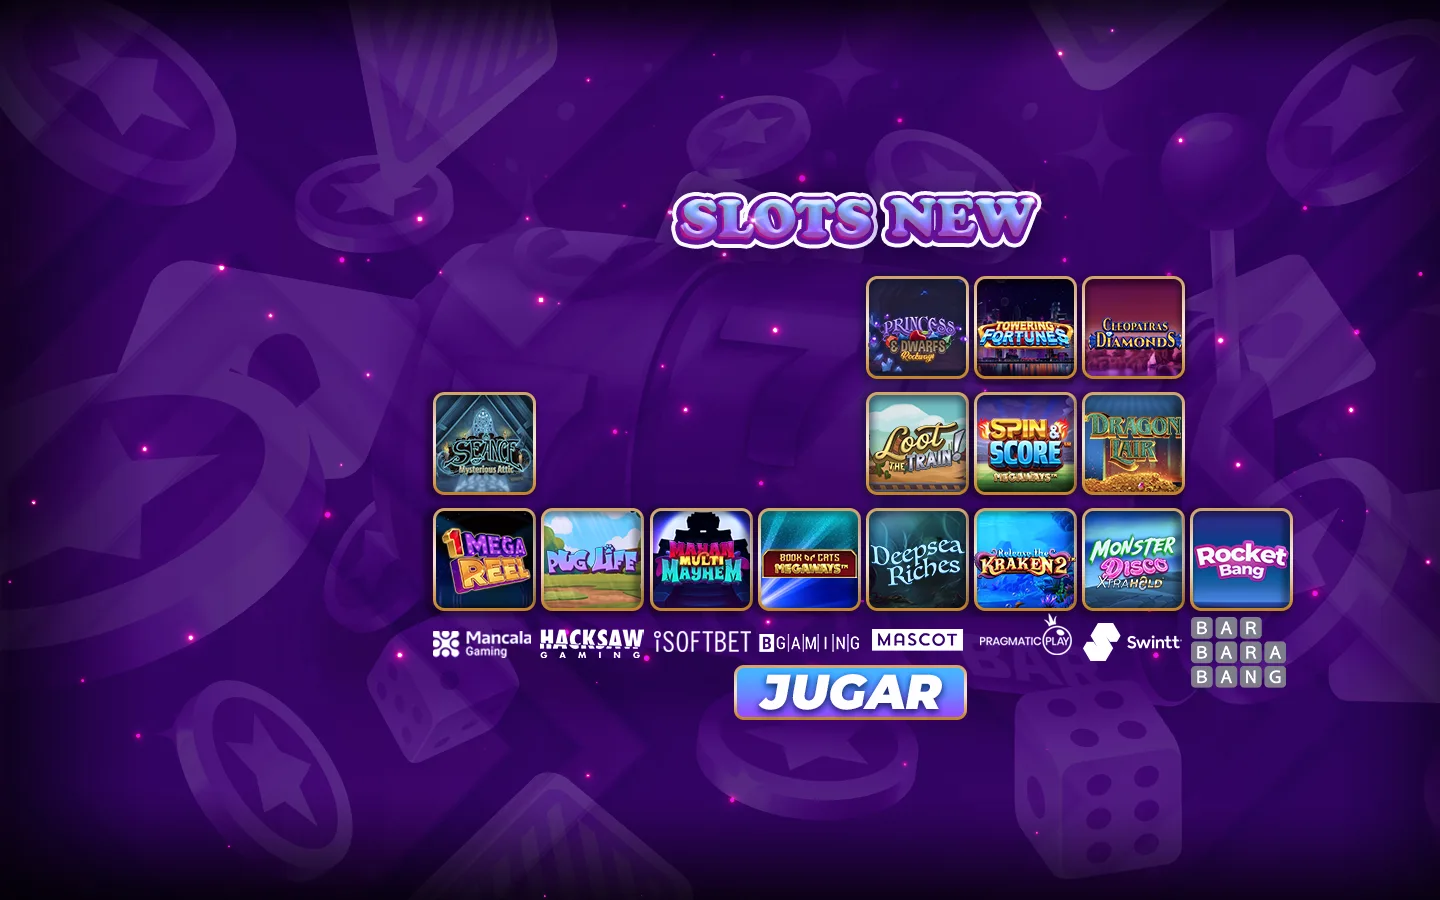 SLOTS NEW
PRINCESS
& DWARFS
Rockways
TOWERING
FORTUNES
CLEOPATRAS
DIAMONDS
SEANCE
Mysterious Attic
Loot
THE TRAIN!
SPIN &
SCORE
MEGAWAYS™
DRAGON
LAIR
1 MEGA
REEL
PUG LIFE
MAYAN
MULTI
MAYHEM
BOOK OF CATS
MEGAWAYS™
Deepsea
Riches
Release the
KRAKEN 2
MONSTER
DISCO
XTRAHOLD
Rocket
Bang
Mancala
Gaming
HACKSAW
GAMING
iSOFTBET
BGAMING
MASCOT
PRAGMATIC PLAY
Swintt
BAR
BARA
BANG
JUGAR